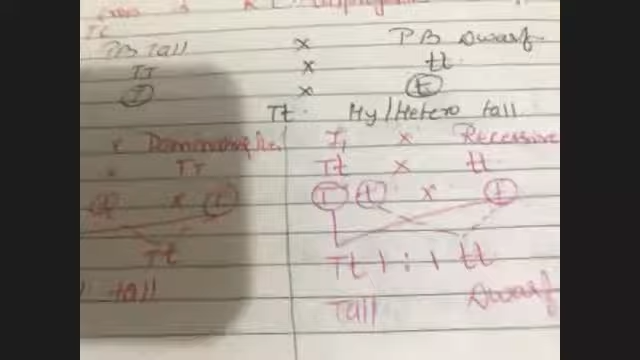 PB Tall x PB Dwarf
TT x tt
T x t
Tt. Hy/Hetero tall
x Dominant
TT
t x t
Tt
tall
F1 x Recessive
Tt x tt
T t x t
Tt 1 : 1 tt
Tall Dwarf